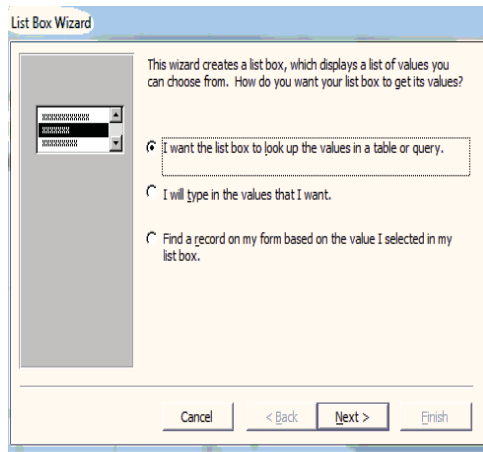 List Box Wizard
This wizard creates a list box, which displays a list of values you
can choose from. How do you want your list box to get its values?
xxxxxxxxxxxx
xxxxxxx
xxxxxxxxx
I want the list box to look up the values in a table or query.
I will type in the values that I want.
Find a record on my form based on the value I selected in my
list box.
Cancel < Back Next > Finish